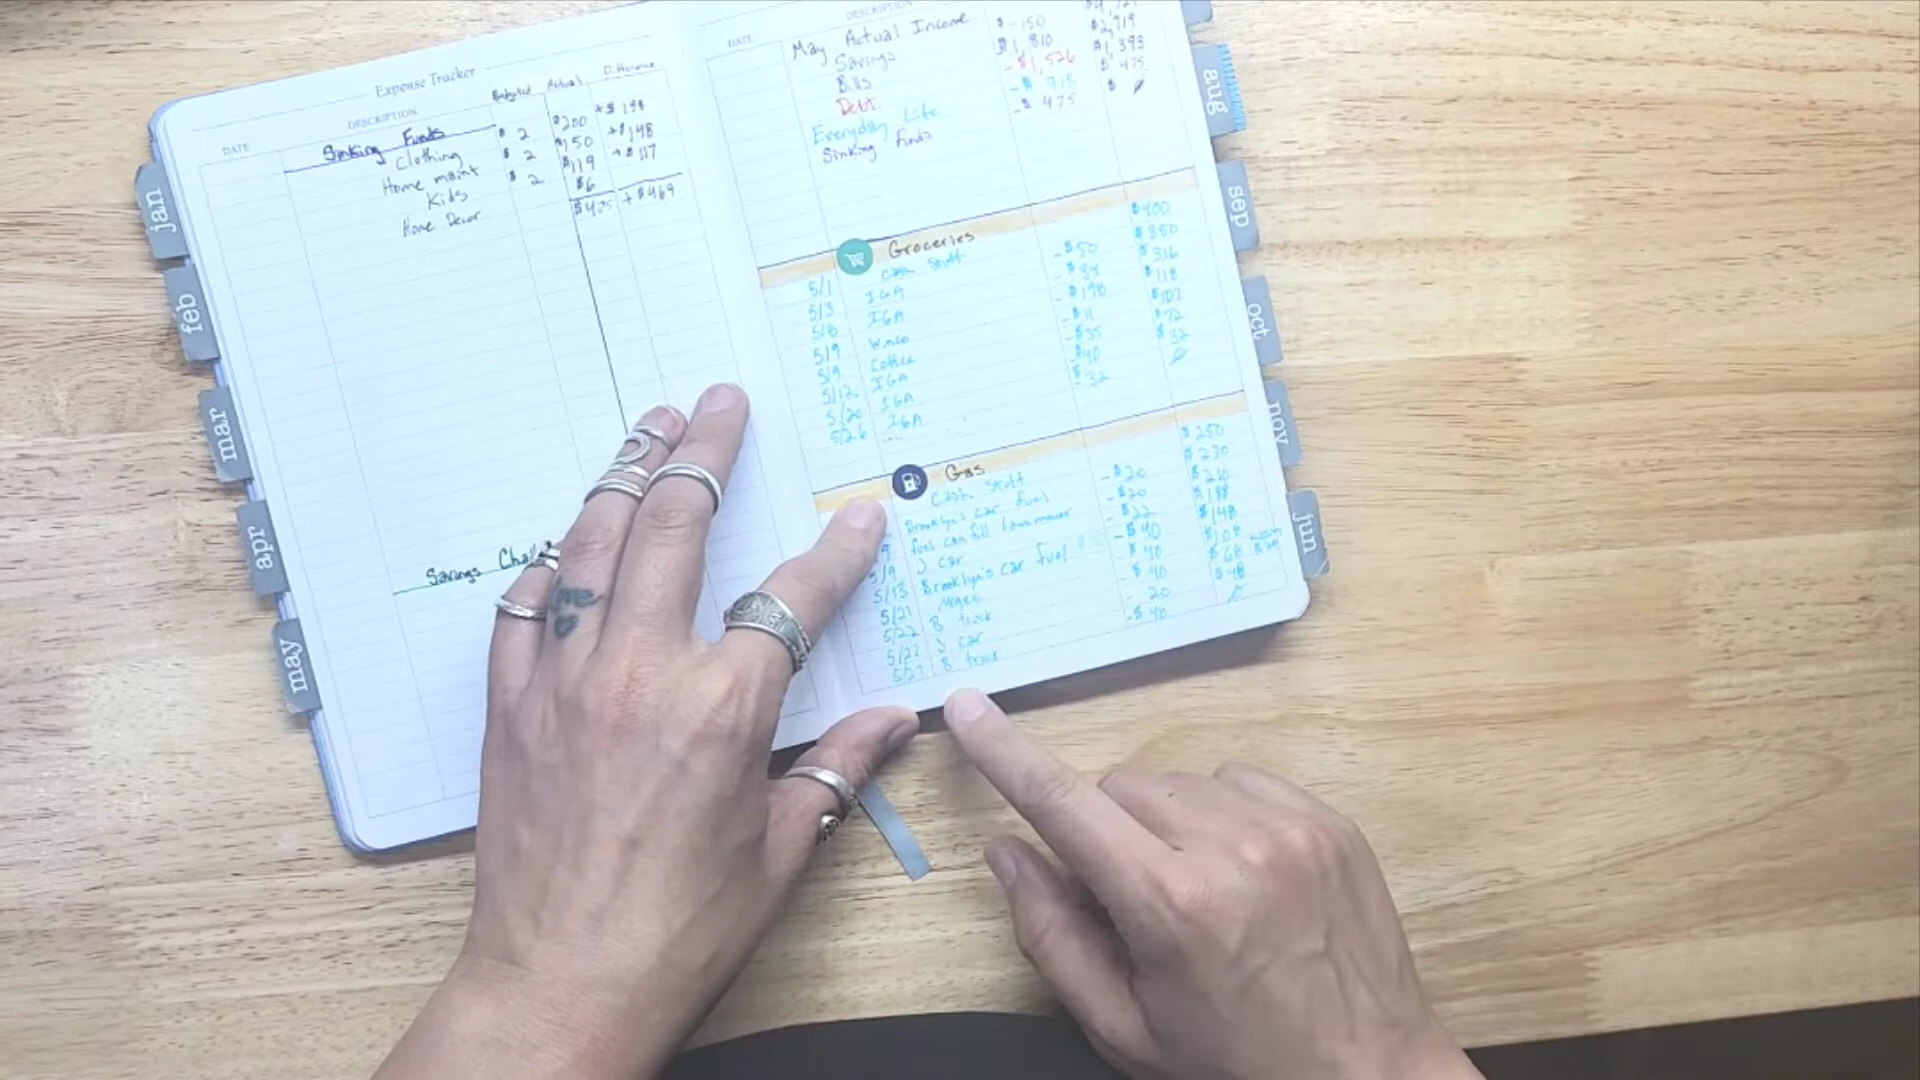 jan
feb
mar
apr
may
Expense Tracker
DATE DESCRIPTION Budgeted Actual Difference
Sinking Funds
Clothing $2 $200 +$198
Home maint $2 $150 +$148
Kids $2 $119 +$117
Home Decor $2 $6
$475 +$469
Savings
DATE DESCRIPTION
May Actual Income
Savings $-150
Bills $1,810 $2,919
Debt -$1,526 $1,393
Everyday Life -$918 $475
Sinking Funds -$475 $
Groceries
Cash Stuff $400
5/1 IGA -$50 $350
5/3 IGA -$34 $316
5/8 Winco -$198 $118
5/9 Coffee $102
5/9 IGA -$35 $72
5/12 IGA -$40 $32
5/20 IGA $32
5/26
Gas
Cash Stuff $250
Brooklyn's Car fuel -$20 $230
fuel can fill lawnmower -$20 $210
J car -$22 $188
5/9 Brooklyn's car fuel -$40 $148
5/13 $40 $108
5/21 B truck -$40 $68
5/22 J car - 20 $48
5/27 B truck -$40
5/27
aug
sep
oct
nov
jun